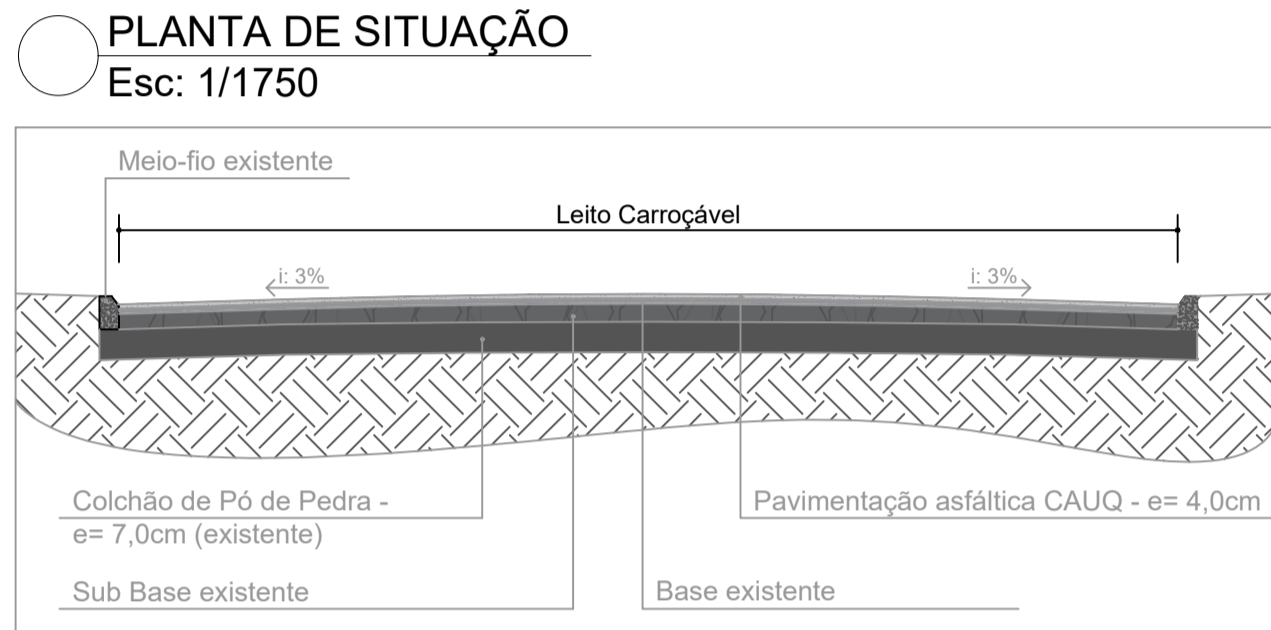 PLANTA DE SITUAÇÃO
Esc: 1/1750
Meio-fio existente
Leito Carroçável
i: 3%
i: 3%
Colchão de Pó de Pedra -
e= 7,0cm (existente)
Pavimentação asfáltica CAUQ - e= 4,0cm
Sub Base existente
Base existente